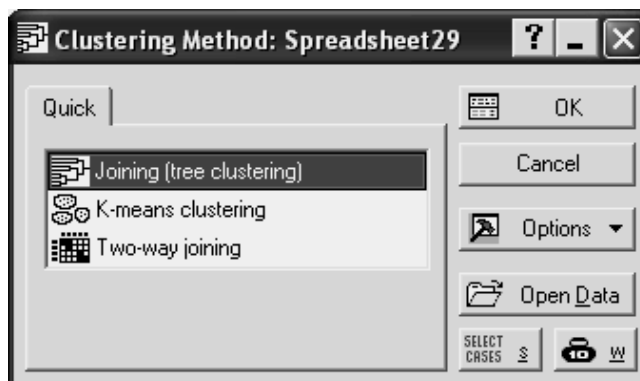 Clustering Method: Spreadsheet29
Quick
Joining (tree clustering)
K-means clustering
Two-way joining
OK
Cancel
Options
Open Data
SELECT CASES S
W